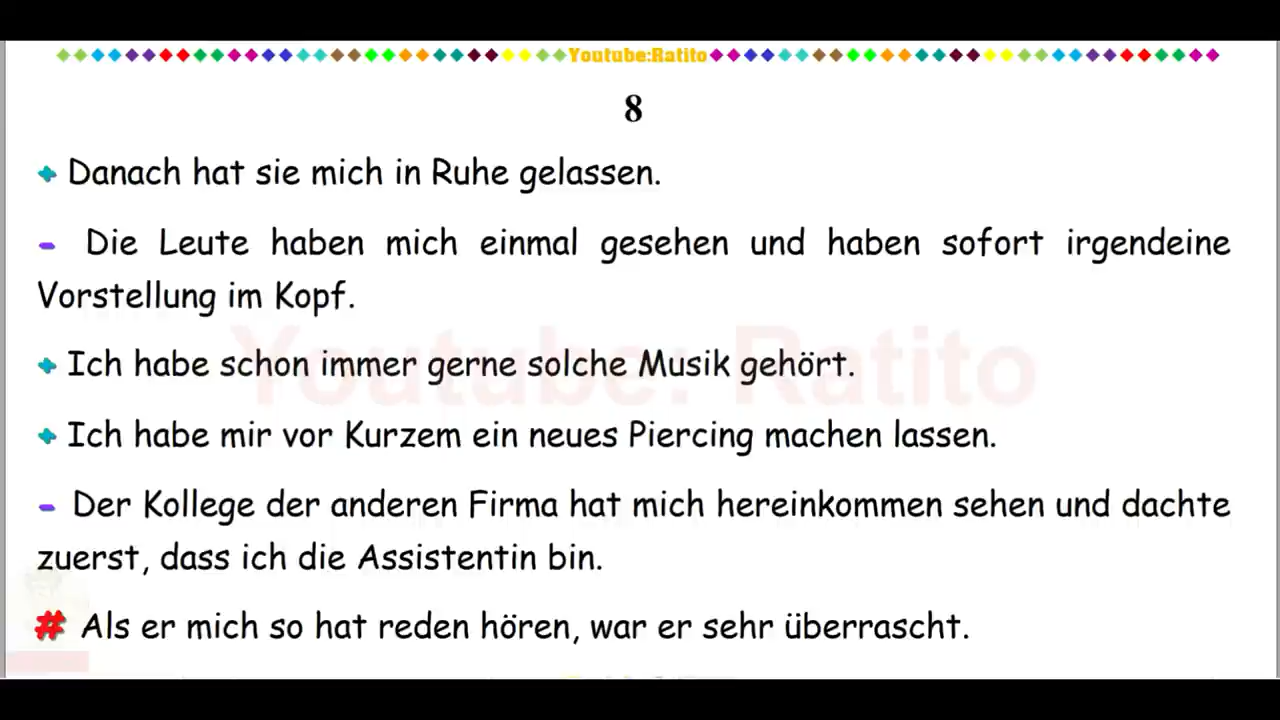 Youtube:Ratito
8
+ Danach hat sie mich in Ruhe gelassen.
- Die Leute haben mich einmal gesehen und haben sofort irgendeine
Vorstellung im Kopf.
Youtube: Ratito
+ Ich habe schon immer gerne solche Musik gehört.
+ Ich habe mir vor Kurzem ein neues Piercing machen lassen.
- Der Kollege der anderen Firma hat mich hereinkommen sehen und dachte
zuerst, dass ich die Assistentin bin.
# Als er mich so hat reden hören, war er sehr überrascht.